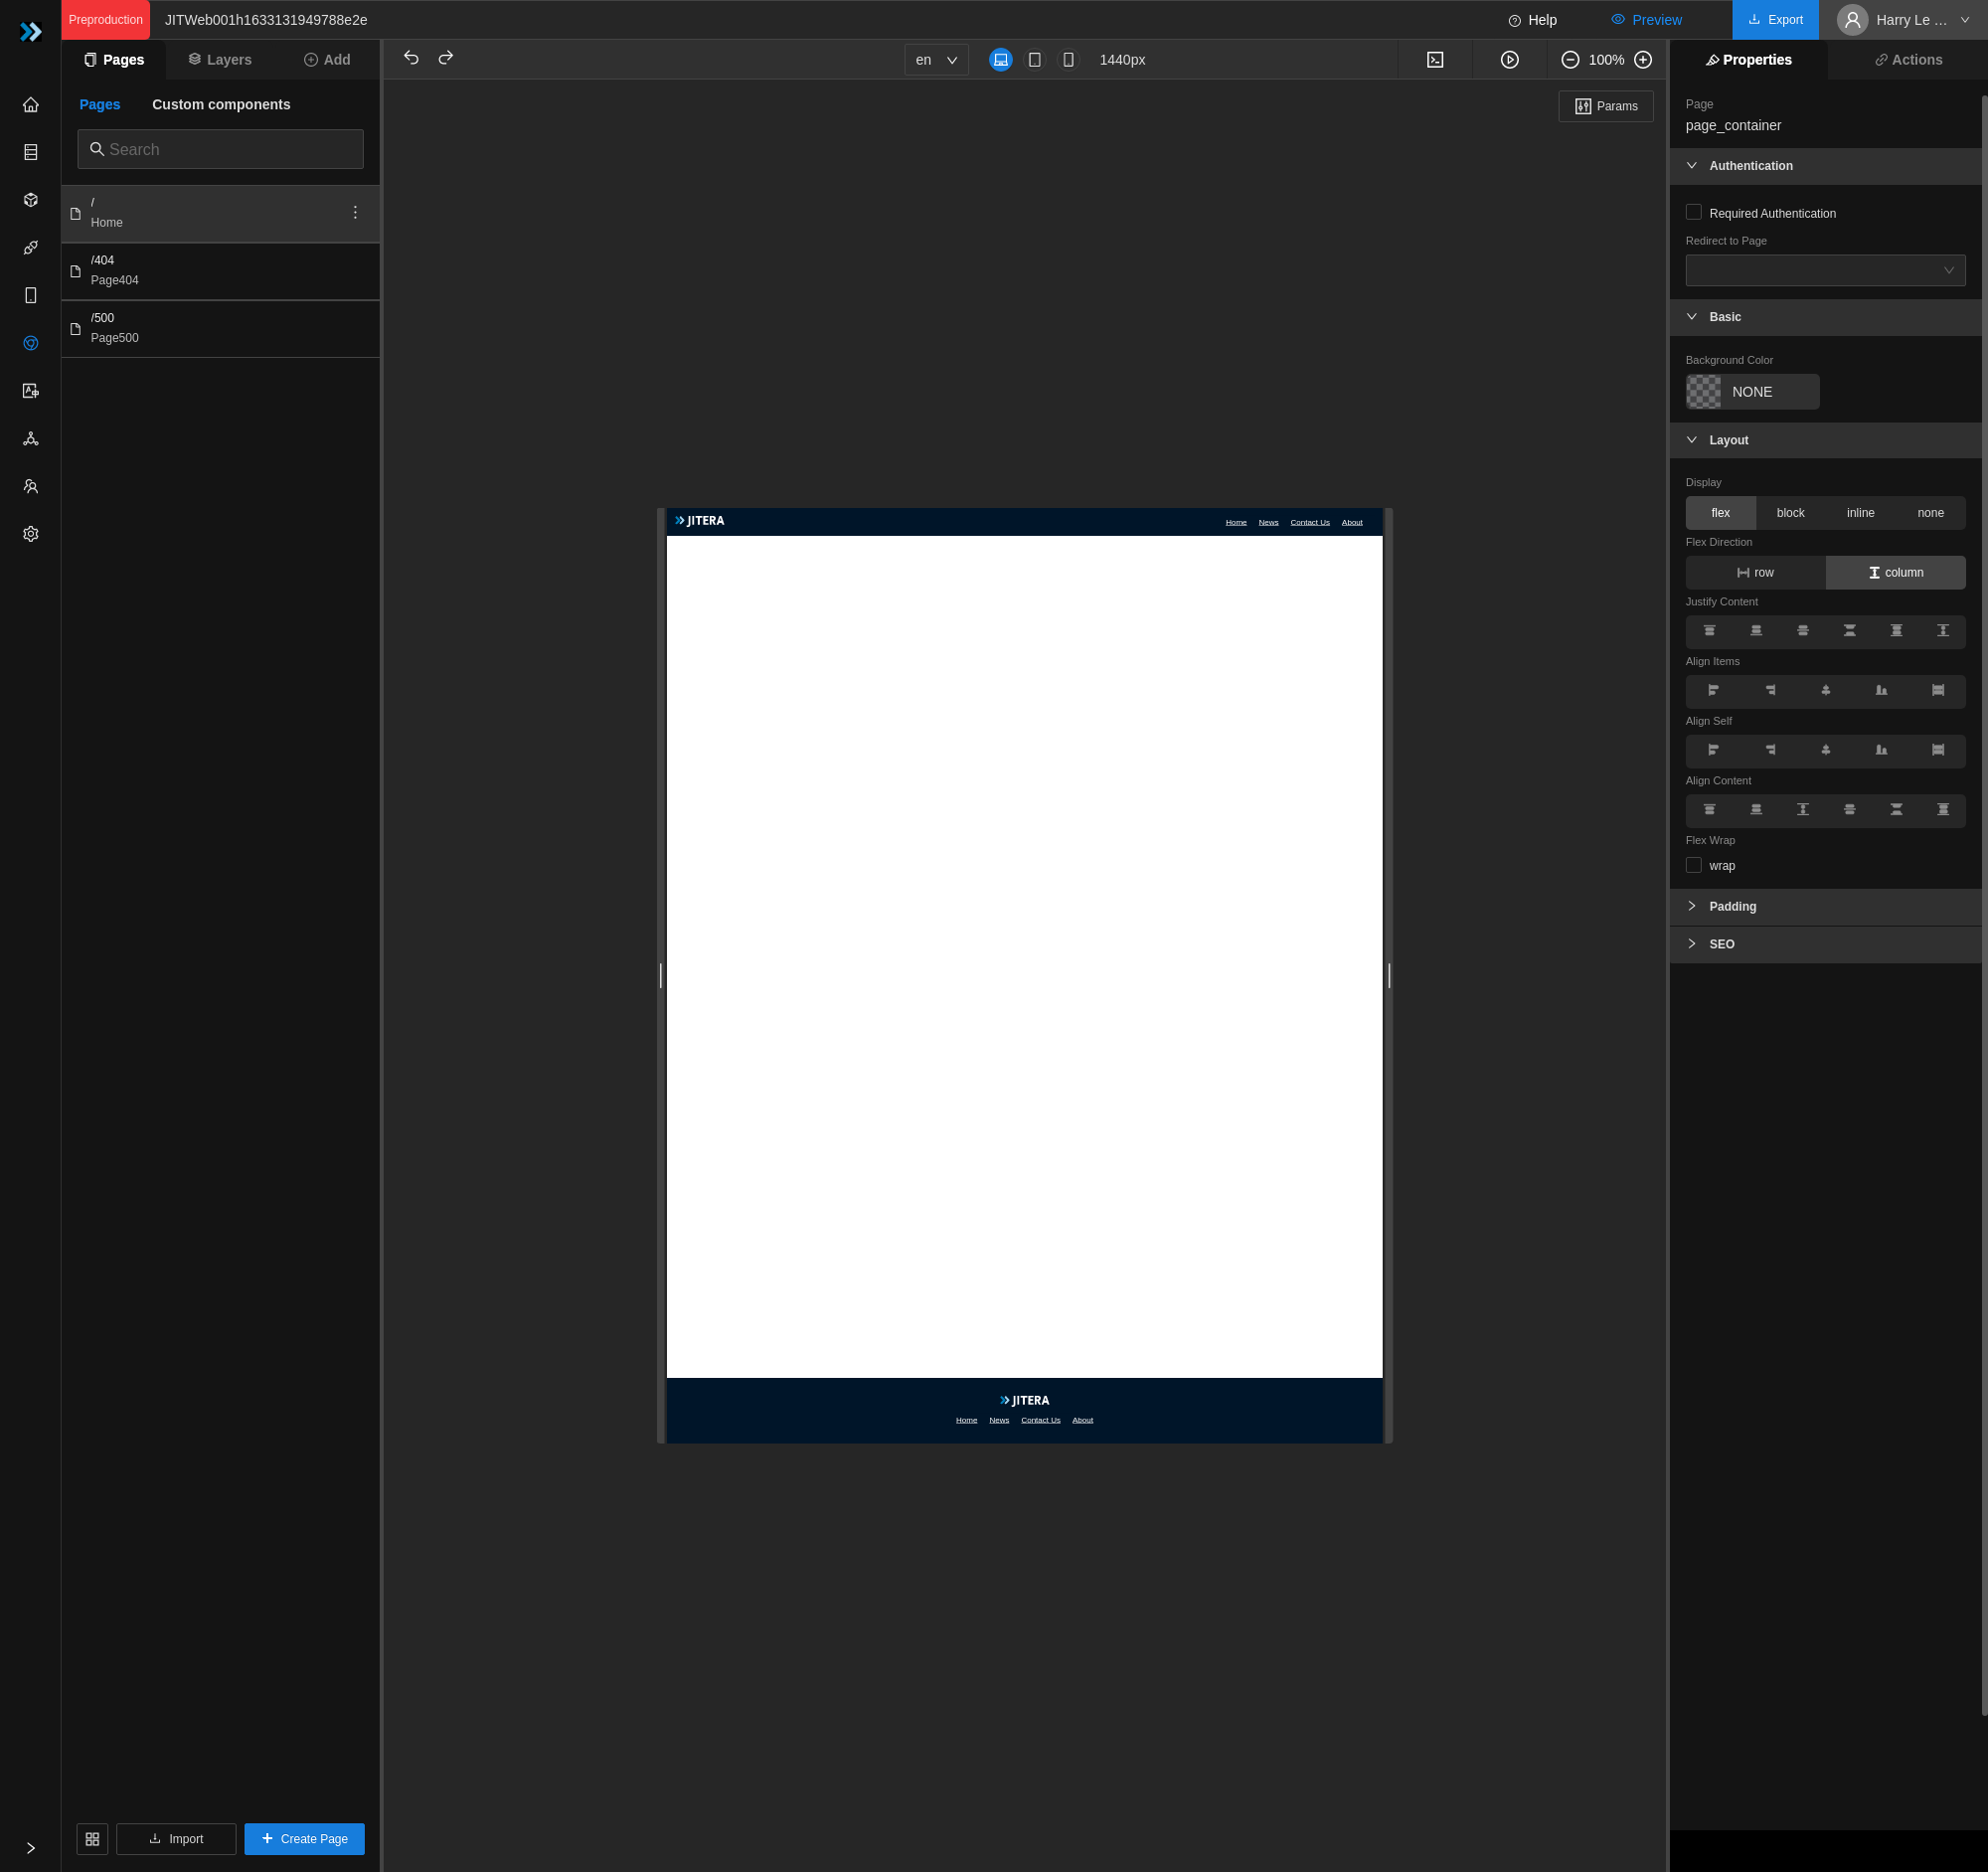 Preproduction
JITWeb001h1633131949788e2e
Help
Preview
Export
Harry Le ...
Pages
Layers
Add
en
1440px
100%
Properties
Actions
Pages
Custom components
Search
/
Home
/404
Page404
/500
Page500
Params
JITERA
Home News Contact Us About
JITERA
Home News Contact Us About
Page
page_container
Authentication
Required Authentication
Redirect to Page
Basic
Background Color
NONE
Layout
Display
flex block inline none
Flex Direction
row column
Justify Content
Align Items
Align Self
Align Content
Flex Wrap
wrap
Padding
SEO
Import
Create Page